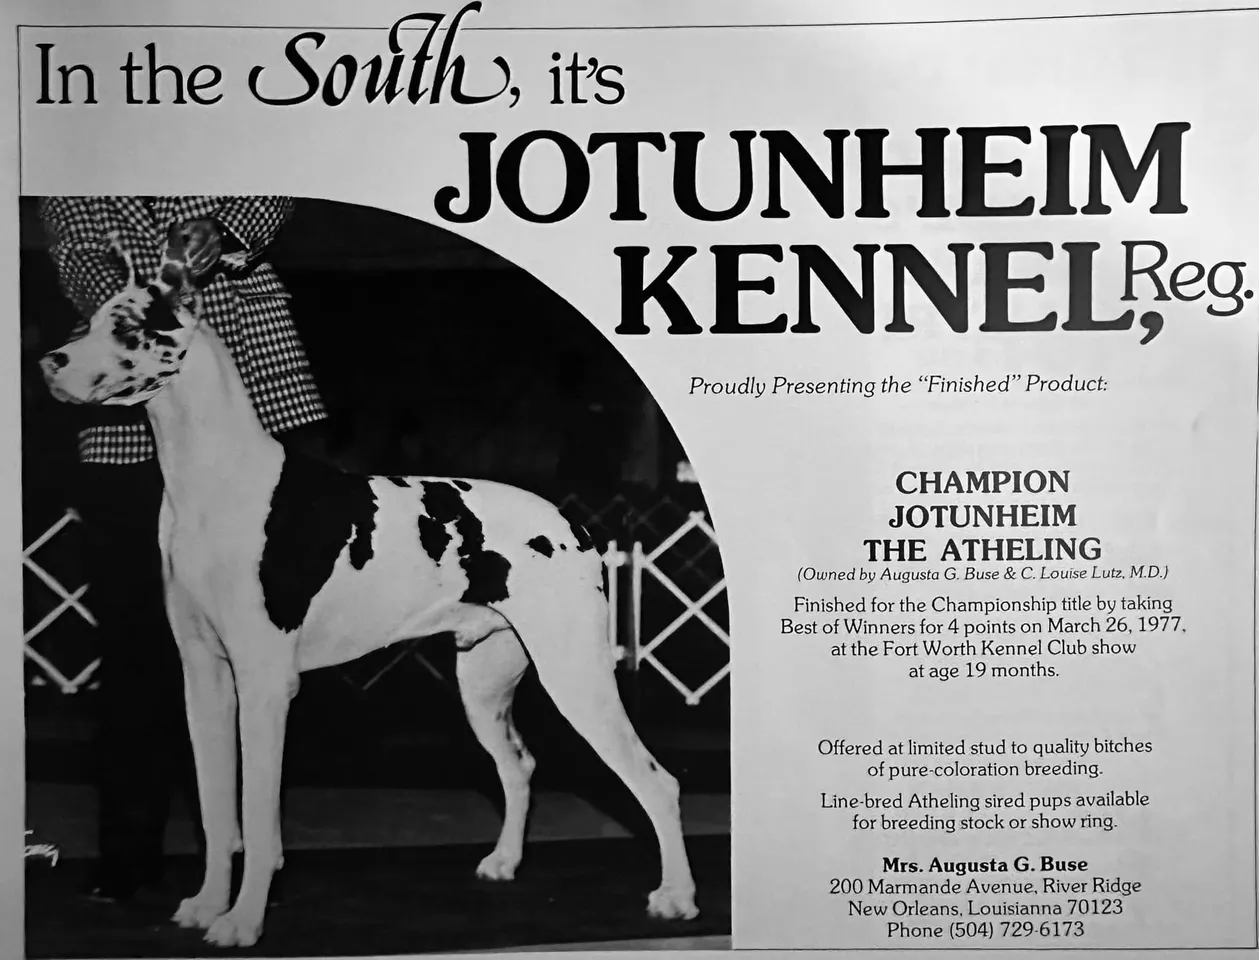 In the South, it's
JOTUNHEIM
KENNEL, Reg.
Proudly Presenting the “Finished” Product:
CHAMPION
JOTUNHEIM
THE ATHELING
(Owned by Augusta G. Buse & C. Louise Lutz, M.D.)
Finished for the Championship title by taking
Best of Winners for 4 points on March 26, 1977,
at the Fort Worth Kennel Club show
at age 19 months.
Offered at limited stud to quality bitches
of pure-coloration breeding.
Line-bred Atheling sired pups available
for breeding stock or show ring.
Mrs. Augusta G. Buse
200 Marmande Avenue, River Ridge
New Orleans, Louisianna 70123
Phone (504) 729-6173